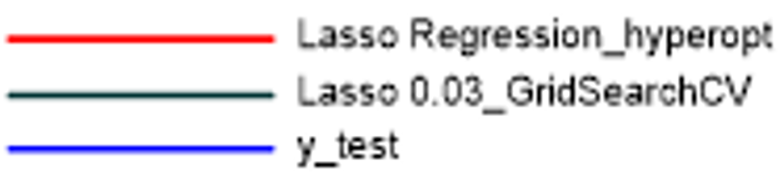 Lasso Regression_hyperopt
Lasso 0.03_GridSearchCV
y_test